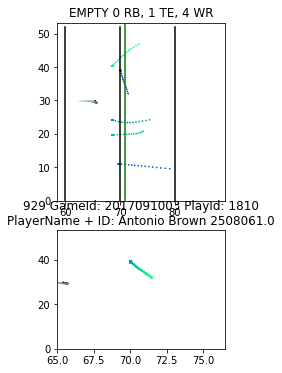 EMPTY 0 RB, 1 TE, 4 WR
50
40
30
20
10
0
60 70 80
929 GameId: 2017091003 PlayId: 1810
PlayerName + ID: Antonio Brown 2508061.0
40
20
0
65.0 67.5 70.0 72.5 75.0